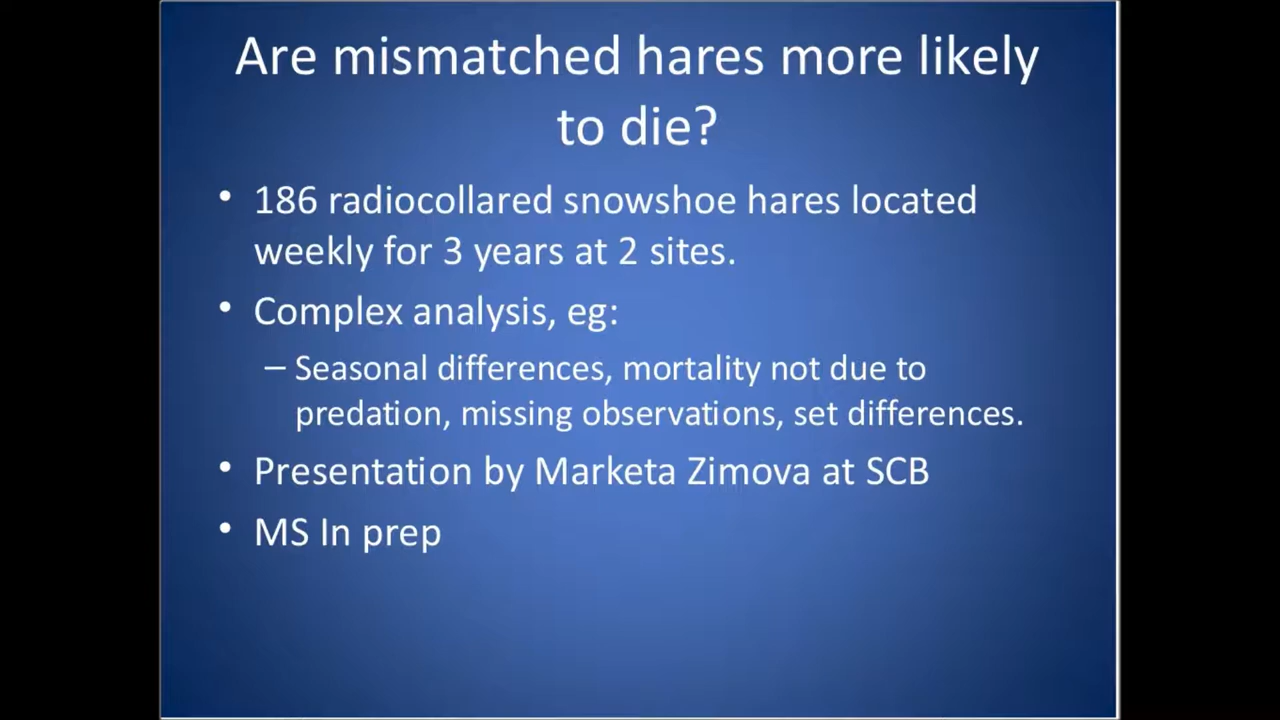 Are mismatched hares more likely
to die?
• 186 radiocollared snowshoe hares located
weekly for 3 years at 2 sites.
• Complex analysis, eg:
– Seasonal differences, mortality not due to
predation, missing observations, set differences.
• Presentation by Marketa Zimova at SCB
• MS In prep